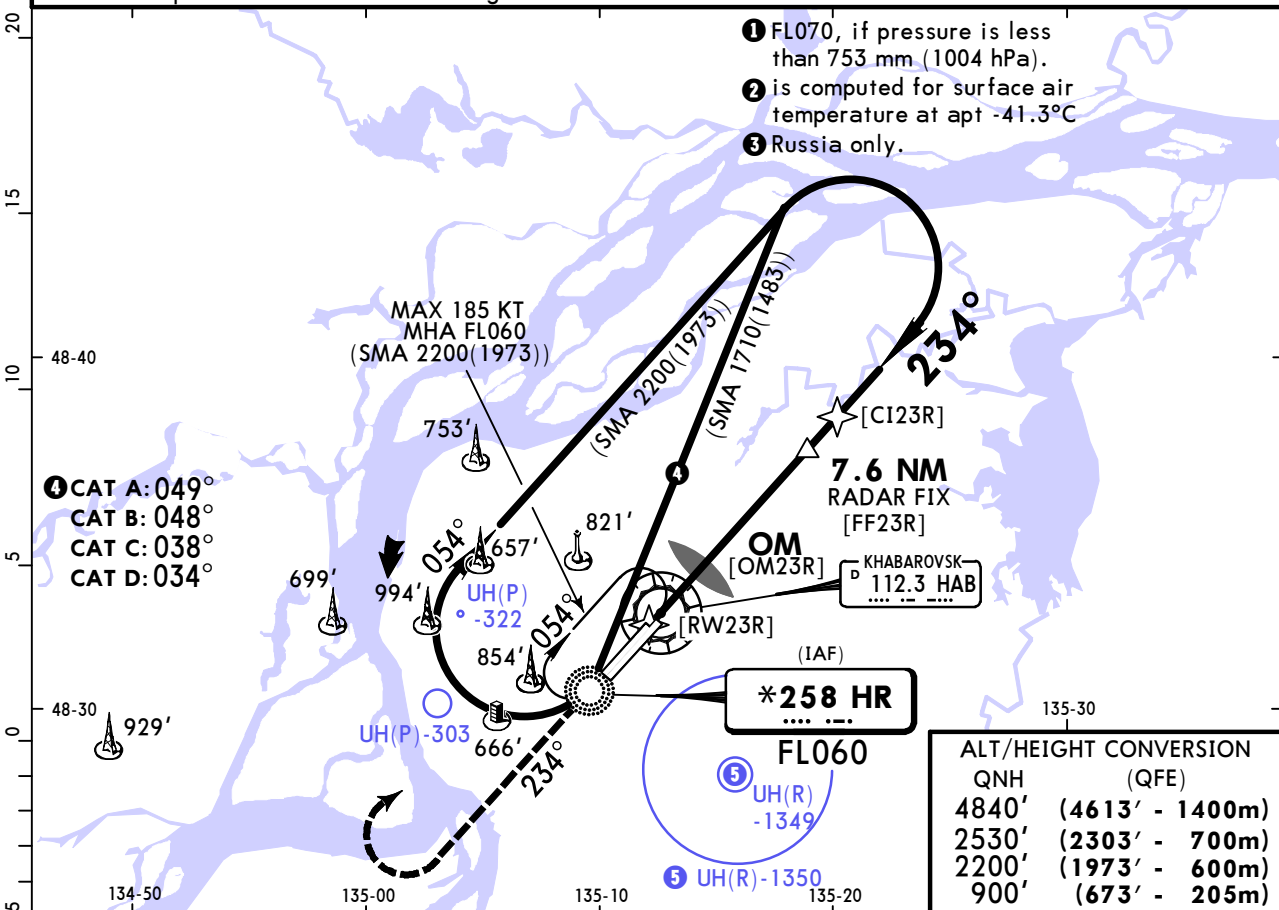 20
❶ FL070, if pressure is less
than 753 mm (1004 hPa).
❷ is computed for surface air
temperature at apt -41.3°C
❸ Russia only.
15
MAX 185 KT
MHA FL060
(SMA 2200(1973))
48-40
10
(SMA 2200(1973))
(SMA 1710(1483))
234°
[CI23R]
753'
7.6 NM
RADAR FIX
[FF23R]
❹ CAT A: 049°
CAT B: 048°
CAT C: 038°
CAT D: 034°
❹
821'
054°
657'
5
OM
[OM23R]
KHABAROVSK
D 112.3 HAB
699'
994'
UH(P)
-322
054°
[RW23R]
854'
(IAF)
*258 HR
FL060
48-30
0
929'
UH(P)-303
666'
234°
135-30
❺
UH(R)
-1349
❺ UH(R)-1350
ALT/HEIGHT CONVERSION
QNH (QFE)
4840' (4613' - 1400m)
2530' (2303' - 700m)
2200' (1973' - 600m)
900' (673' - 205m)
5
134-50
135-00
135-10
135-20